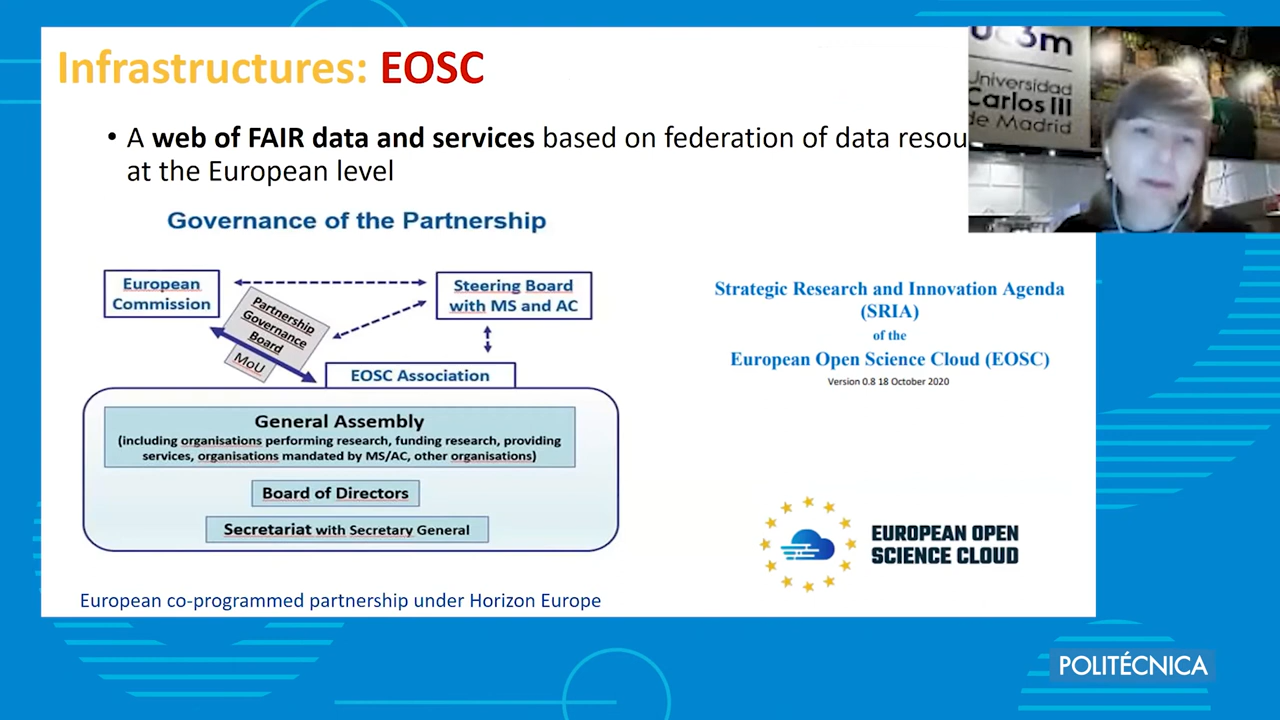 Infrastructures: EOSC
• A web of FAIR data and services based on federation of data
at the European level
Governance of the Partnership
European
Commission
Steering Board
with MS and AC
Partnership
Governance
Board
MoU
EOSC Association
General Assembly
(including organisations performing research, funding research, providing
services, organisations mandated by MS/AC, other organisations)
Board of Directors
Secretariat with Secretary General
European co-programmed partnership under Horizon Europe
Strategic Research and Innovation Agenda
(SRIA)
of the
European Open Science Cloud (EOSC)
Version 0.8 18 October 2020
EUROPEAN OPEN
SCIENCE CLOUD
uc3m
Universidad
Carlos III
de Madrid
POLITÉCNICA